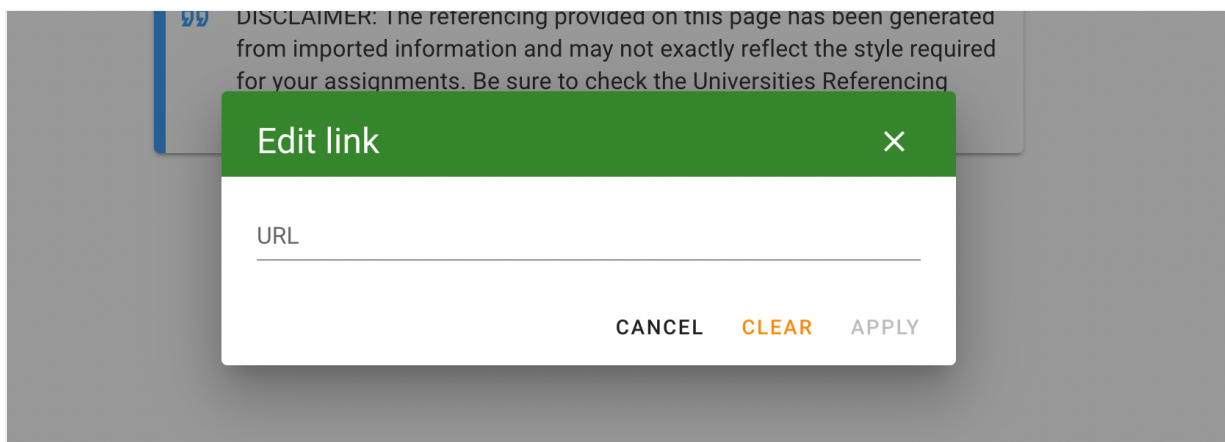 DISCLAIMER: The referencing provided on this page has been generated
from imported information and may not exactly reflect the style required
for your assignments. Be sure to check the Universities Referencing
Edit link
URL
CANCEL CLEAR APPLY